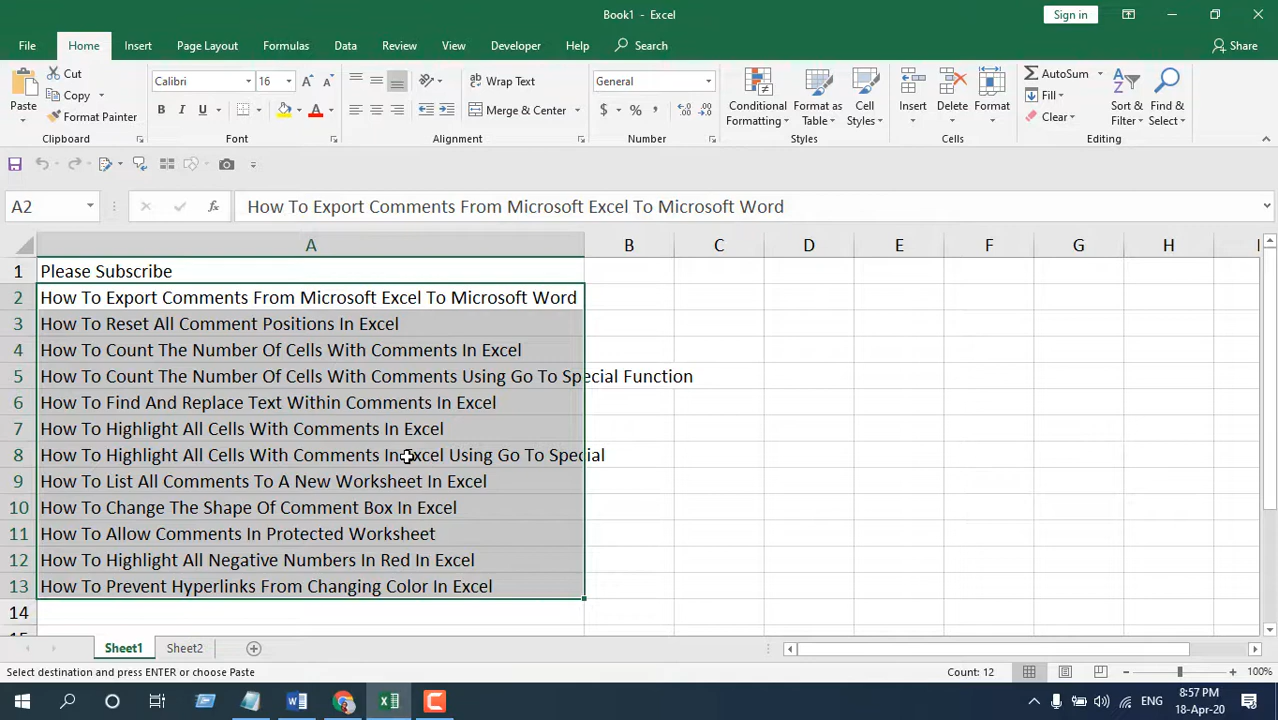 Book1 - Excel
Sign in
File Home Insert Page Layout Formulas Data Review View Developer Help Search Share
Cut
Calibri 16 Wrap Text General AutoSum
Paste Copy Conditional Formatting Format as Table Cell Styles Insert Delete Format Fill Sort & Filter Find & Select
Format Painter B I U Merge & Center $ % Clear
Clipboard Font Alignment Number Styles Cells Editing
A2 fx How To Export Comments From Microsoft Excel To Microsoft Word
A B C D E F G H
1 Please Subscribe
2 How To Export Comments From Microsoft Excel To Microsoft Word
3 How To Reset All Comment Positions In Excel
4 How To Count The Number Of Cells With Comments In Excel
5 How To Count The Number Of Cells With Comments Using Go To Special Function
6 How To Find And Replace Text Within Comments In Excel
7 How To Highlight All Cells With Comments In Excel
8 How To Highlight All Cells With Comments In Excel Using Go To Special
9 How To List All Comments To A New Worksheet In Excel
10 How To Change The Shape Of Comment Box In Excel
11 How To Allow Comments In Protected Worksheet
12 How To Highlight All Negative Numbers In Red In Excel
13 How To Prevent Hyperlinks From Changing Color In Excel
14
Sheet1 Sheet2
Select destination and press ENTER or choose Paste Count: 12 100%
8:57 PM
ENG
18-Apr-20